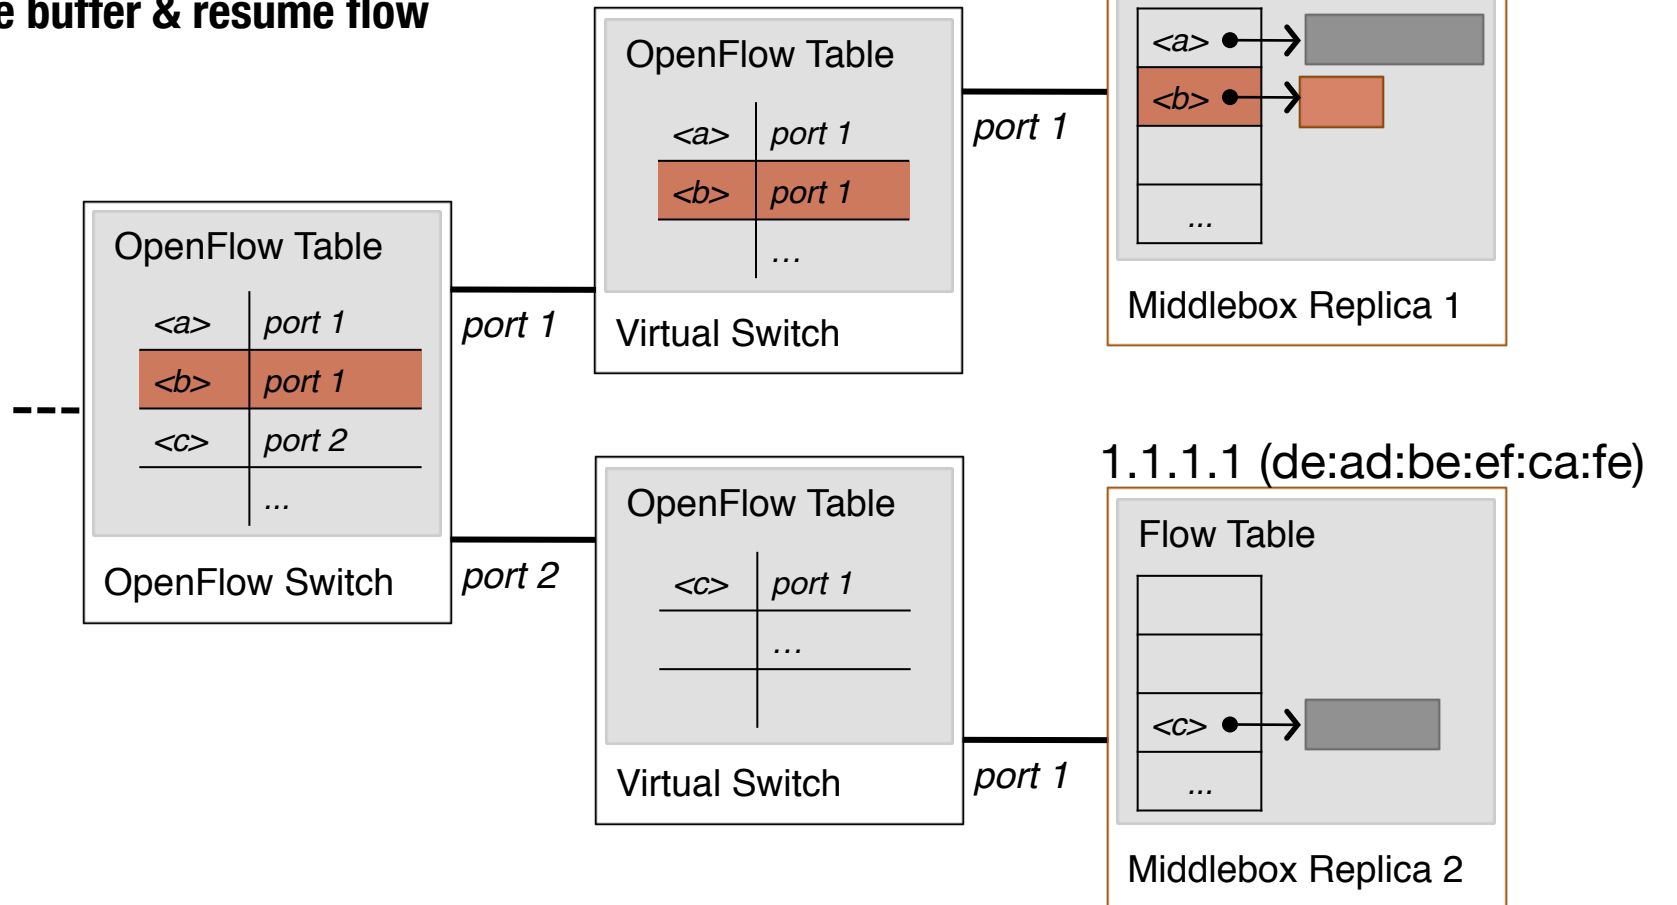 e buffer & resume flow
OpenFlow Table
<a> port 1
<b> port 1
<c> port 2
...
OpenFlow Switch
port 1
port 2
OpenFlow Table
<a> port 1
<b> port 1
...
Virtual Switch
port 1
<a>
<b>
...
Middlebox Replica 1
OpenFlow Table
<c> port 1
...
Virtual Switch
port 1
1.1.1.1 (de:ad:be:ef:ca:fe)
Flow Table
<c>
...
Middlebox Replica 2